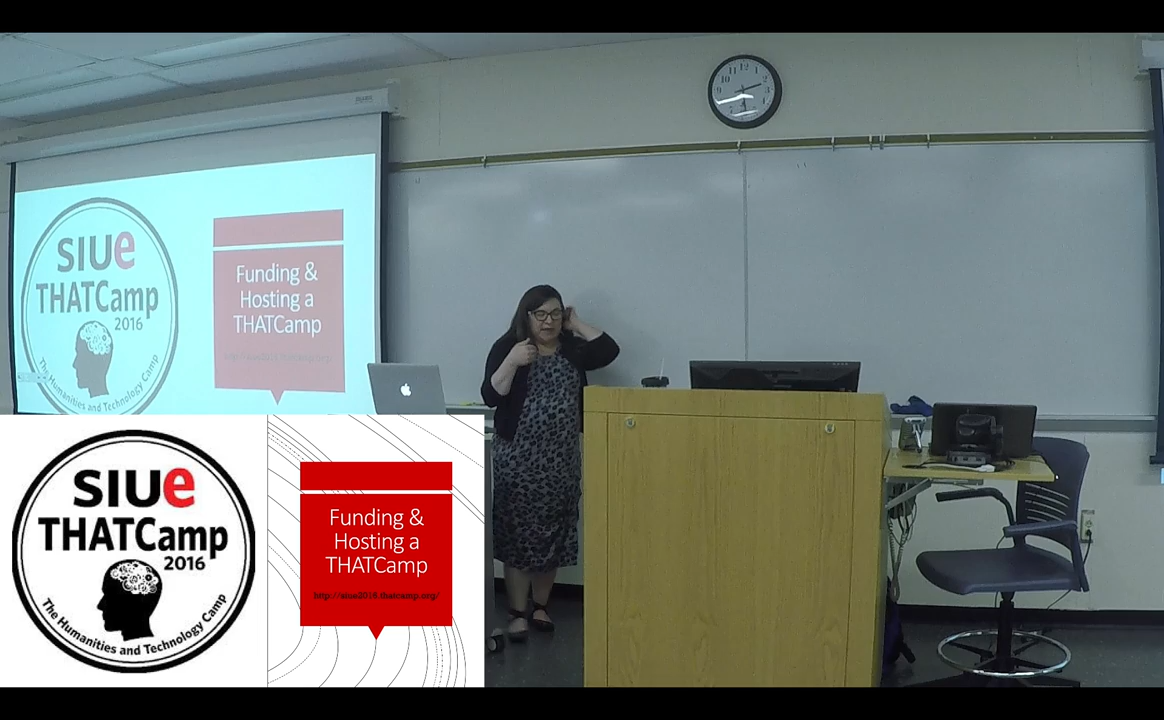 SIUe
THATCamp
2016
The Humanities and Technology Camp
Funding &
Hosting a
THATCamp
SIUe
THATCamp
2016
The Humanities and Technology Camp
Funding &
Hosting a
THATCamp
http://siue2016.thatcamp.org/